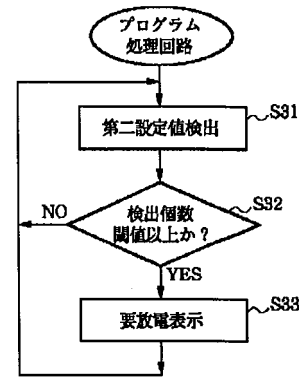 プログラム
処理回路
第二設定値検出
S31
検出個数
閾値以上か?
S32
NO
YES
要放電表示
S33